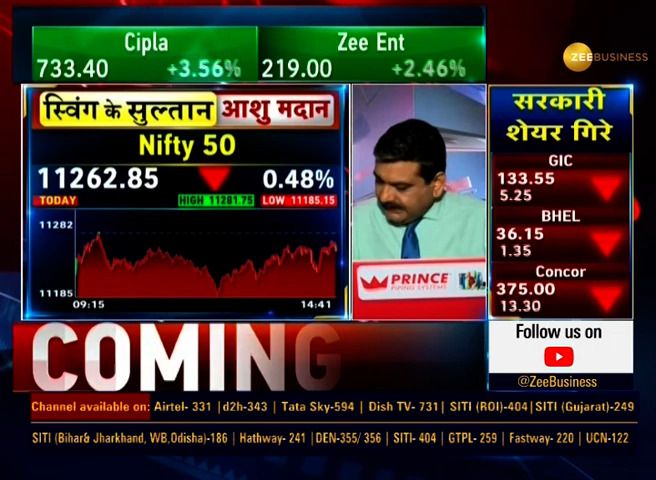 Cipla
733.40 +3.56%
Zee Ent
219.00 +2.46%
ZEEBUSINESS
स्विंग के सुल्तान आशु मदान
Nifty 50
11262.85 0.48%
TODAY HIGH 11281.75 LOW 11185.15
11282
11185
09:15 14:41
PRINCE
PIPING SYSTEMS
सरकारी
शेयर गिरे
GIC
133.55
5.25
BHEL
36.15
1.35
Concor
375.00
13.30
COMING
Follow us on
@ZeeBusiness
Channel available on: Airtel- 331 | d2h-343 | Tata Sky-594 | Dish TV- 731| SITI (ROI)-404| SITI (Gujarat)-249
SITI (Bihar& Jharkhand, WB,Odisha)-186 | Hathway- 241 |DEN-355/ 356 | SITI- 404 | GTPL- 259 | Fastway- 220 | UCN-122